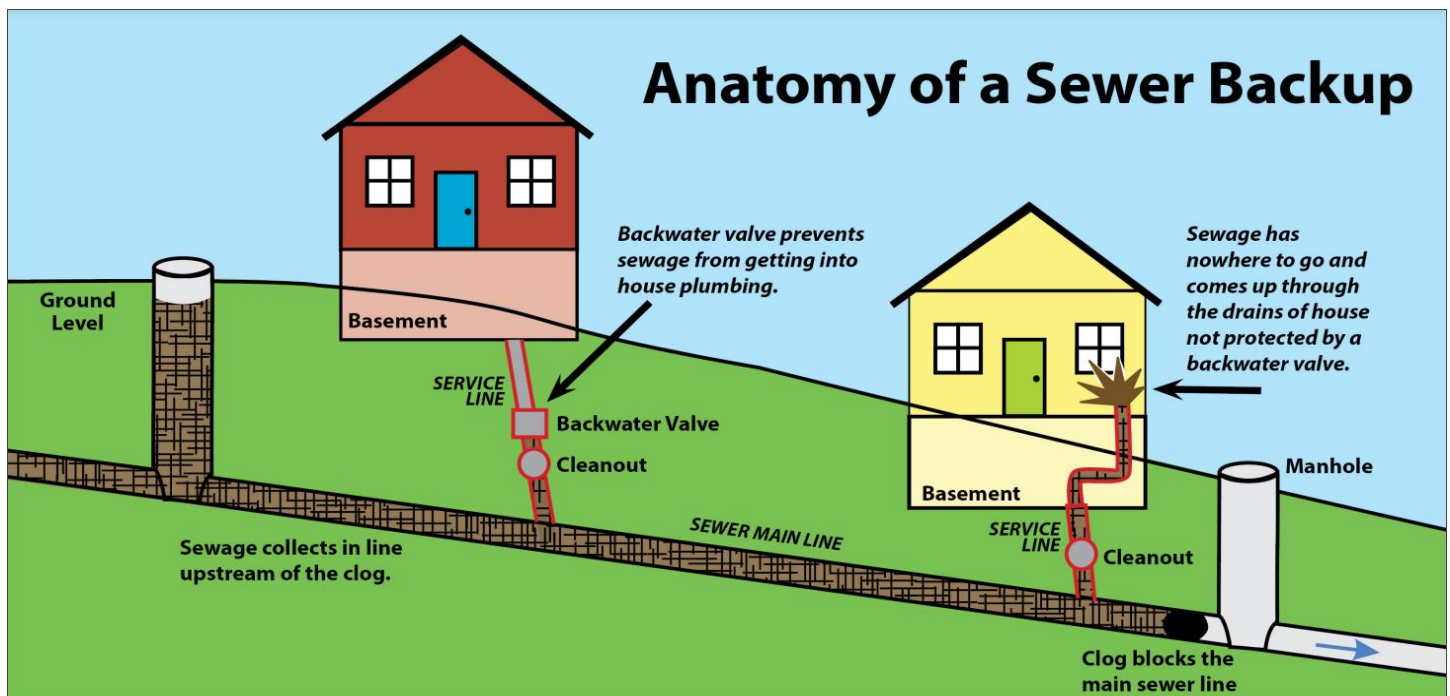 Anatomy of a Sewer Backup
Backwater valve prevents
sewage from getting into
house plumbing.
Sewage has
nowhere to go and
comes up through
the drains of house
not protected by a
backwater valve.
Ground
Level
Basement
SERVICE
LINE
Backwater Valve
Cleanout
Sewage collects in line
upstream of the clog.
SEWER MAIN LINE
Basement
SERVICE
LINE
Cleanout
Manhole
Clog blocks the
main sewer line